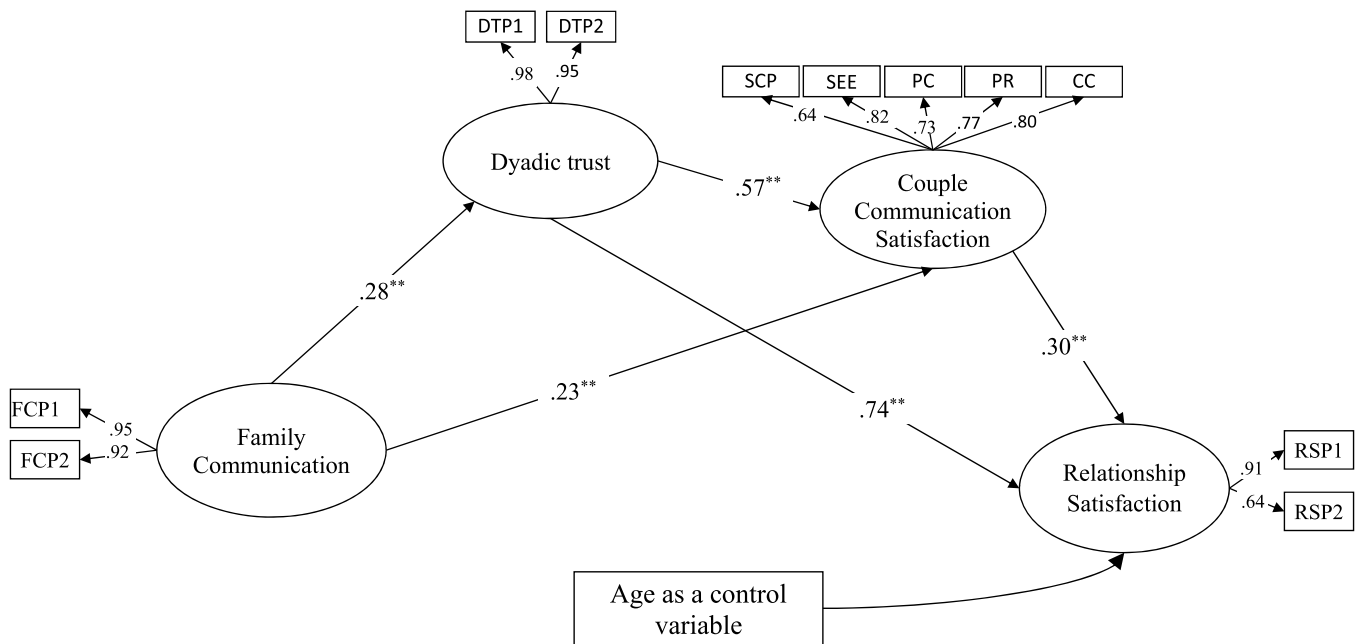 DTP1 DTP2
.98 .95
SCP SEE PC PR CC
.64 .82 .73 .77 .80
Dyadic trust
.57**
Couple
Communication
Satisfaction
.28**
.30**
.23**
.74**
FCP1
.95
FCP2
.92
Family
Communication
Relationship
Satisfaction
.91
RSP1
.64
RSP2
Age as a control
variable